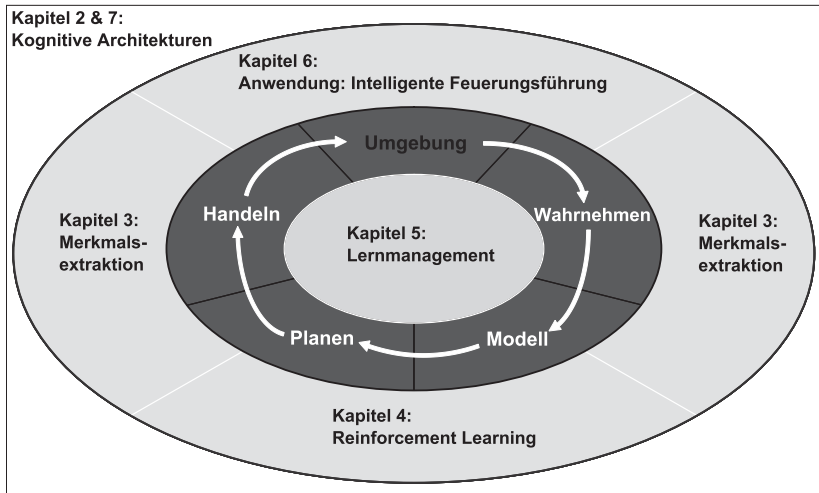 Kapitel 2 & 7:
Kognitive Architekturen
Kapitel 6:
Anwendung: Intelligente Feuerungsführung
Umgebung
Handeln
Wahrnehmen
Kapitel 3:
Merkmals-
extraktion
Kapitel 5:
Lernmanagement
Kapitel 3:
Merkmals-
extraktion
Planen
Modell
Kapitel 4:
Reinforcement Learning